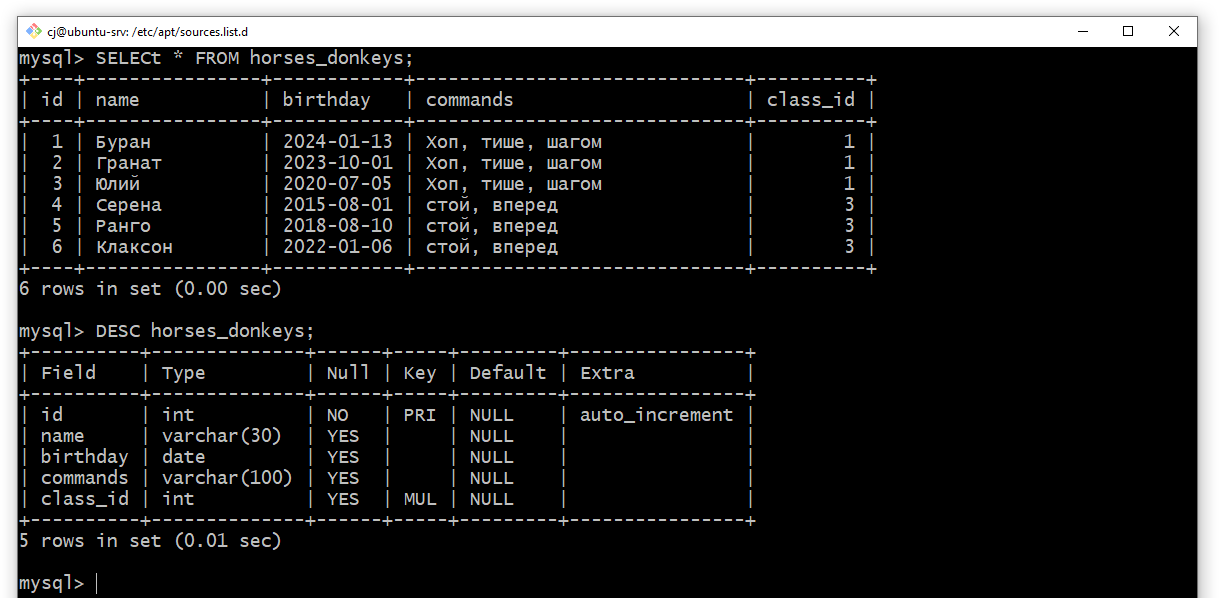 cj@ubuntu-srv: /etc/apt/sources.list.d
mysql> SELECt * FROM horses_donkeys;
+----+----------------+------------+------------------------------+----------+
| id | name           | birthday   | commands                     | class_id |
+----+----------------+------------+------------------------------+----------+
|  1 | Буран          | 2024-01-13 | Хоп, тише, шагом             |        1 |
|  2 | Гранат         | 2023-10-01 | Хоп, тише, шагом             |        1 |
|  3 | Юлий           | 2020-07-05 | Хоп, тише, шагом             |        1 |
|  4 | Серена         | 2015-08-01 | стой, вперед                 |        3 |
|  5 | Ранго          | 2018-08-10 | стой, вперед                 |        3 |
|  6 | Клаксон        | 2022-01-06 | стой, вперед                 |        3 |
+----+----------------+------------+------------------------------+----------+
6 rows in set (0.00 sec)
mysql> DESC horses_donkeys;
+----------+--------------+------+-----+---------+----------------+
| Field    | Type         | Null | Key | Default | Extra          |
+----------+--------------+------+-----+---------+----------------+
| id       | int          | NO   | PRI | NULL    | auto_increment |
| name     | varchar(30)  | YES  |     | NULL    |                |
| birthday | date         | YES  |     | NULL    |                |
| commands | varchar(100) | YES  |     | NULL    |                |
| class_id | int          | YES  | MUL | NULL    |                |
+----------+--------------+------+-----+---------+----------------+
5 rows in set (0.01 sec)
mysql>